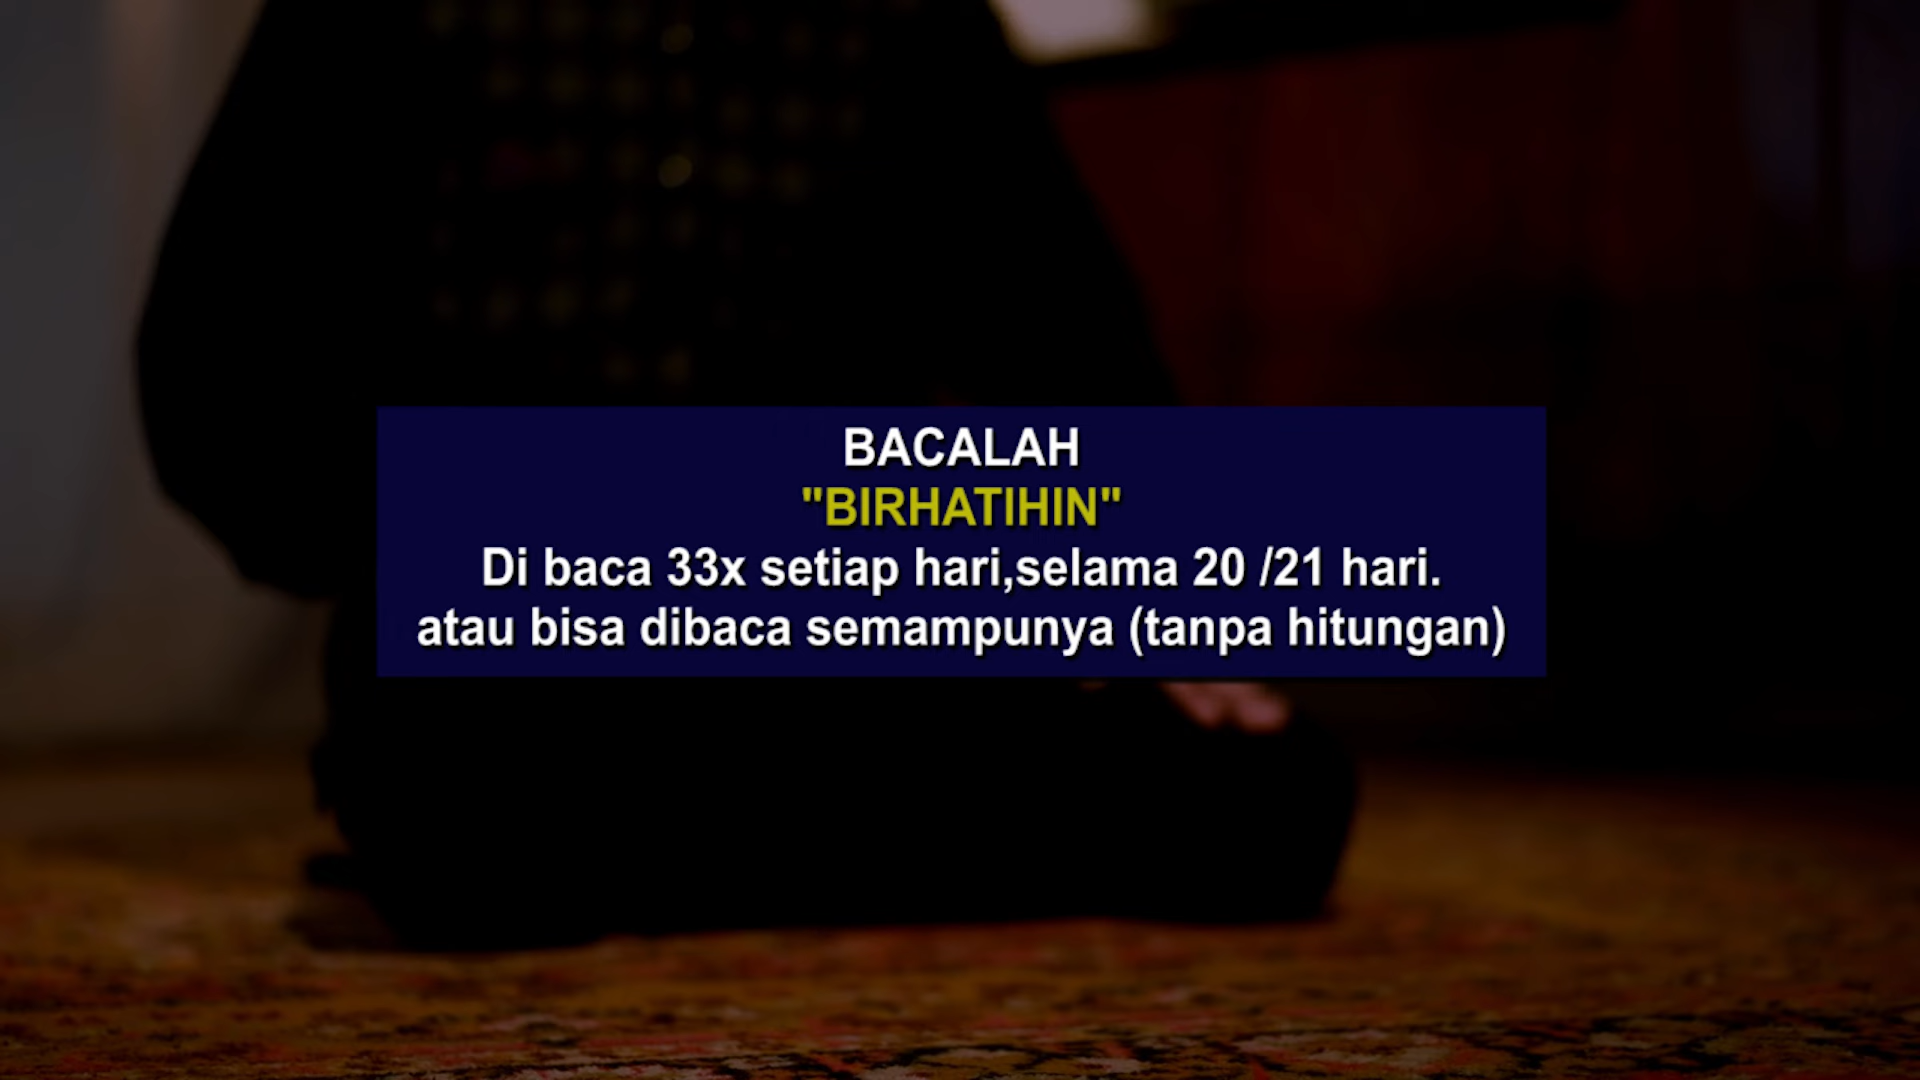 BACALAH
"BIRHATIHIN"
Di baca 33x setiap hari,selama 20 /21 hari.
atau bisa dibaca semampunya (tanpa hitungan)